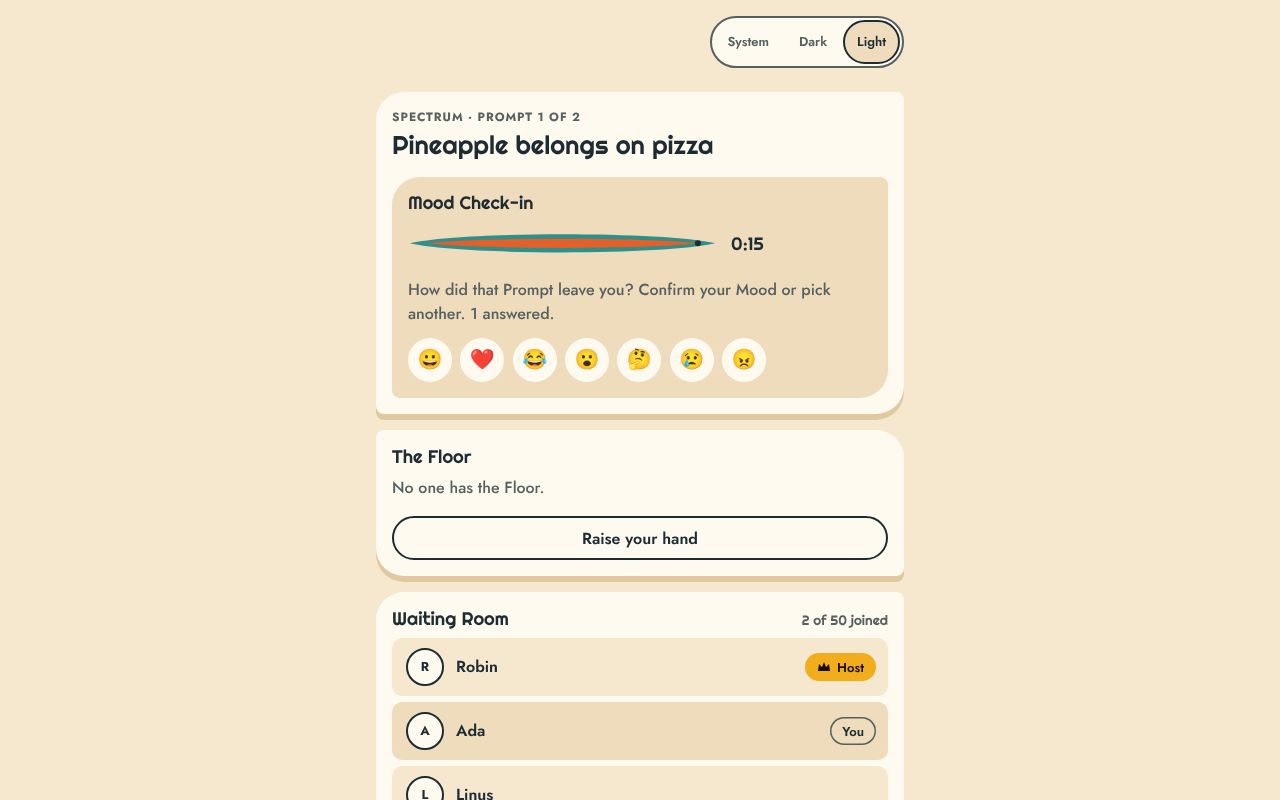 System
Dark
Light
SPECTRUM · PROMPT 1 OF 2
Pineapple belongs on pizza
Mood Check-in
0:15
How did that Prompt leave you? Confirm your Mood or pick
another. 1 answered.
The Floor
No one has the Floor.
Raise your hand
Waiting Room
2 of 50 joined
R
Robin
Host
A
Ada
You
L
Linus